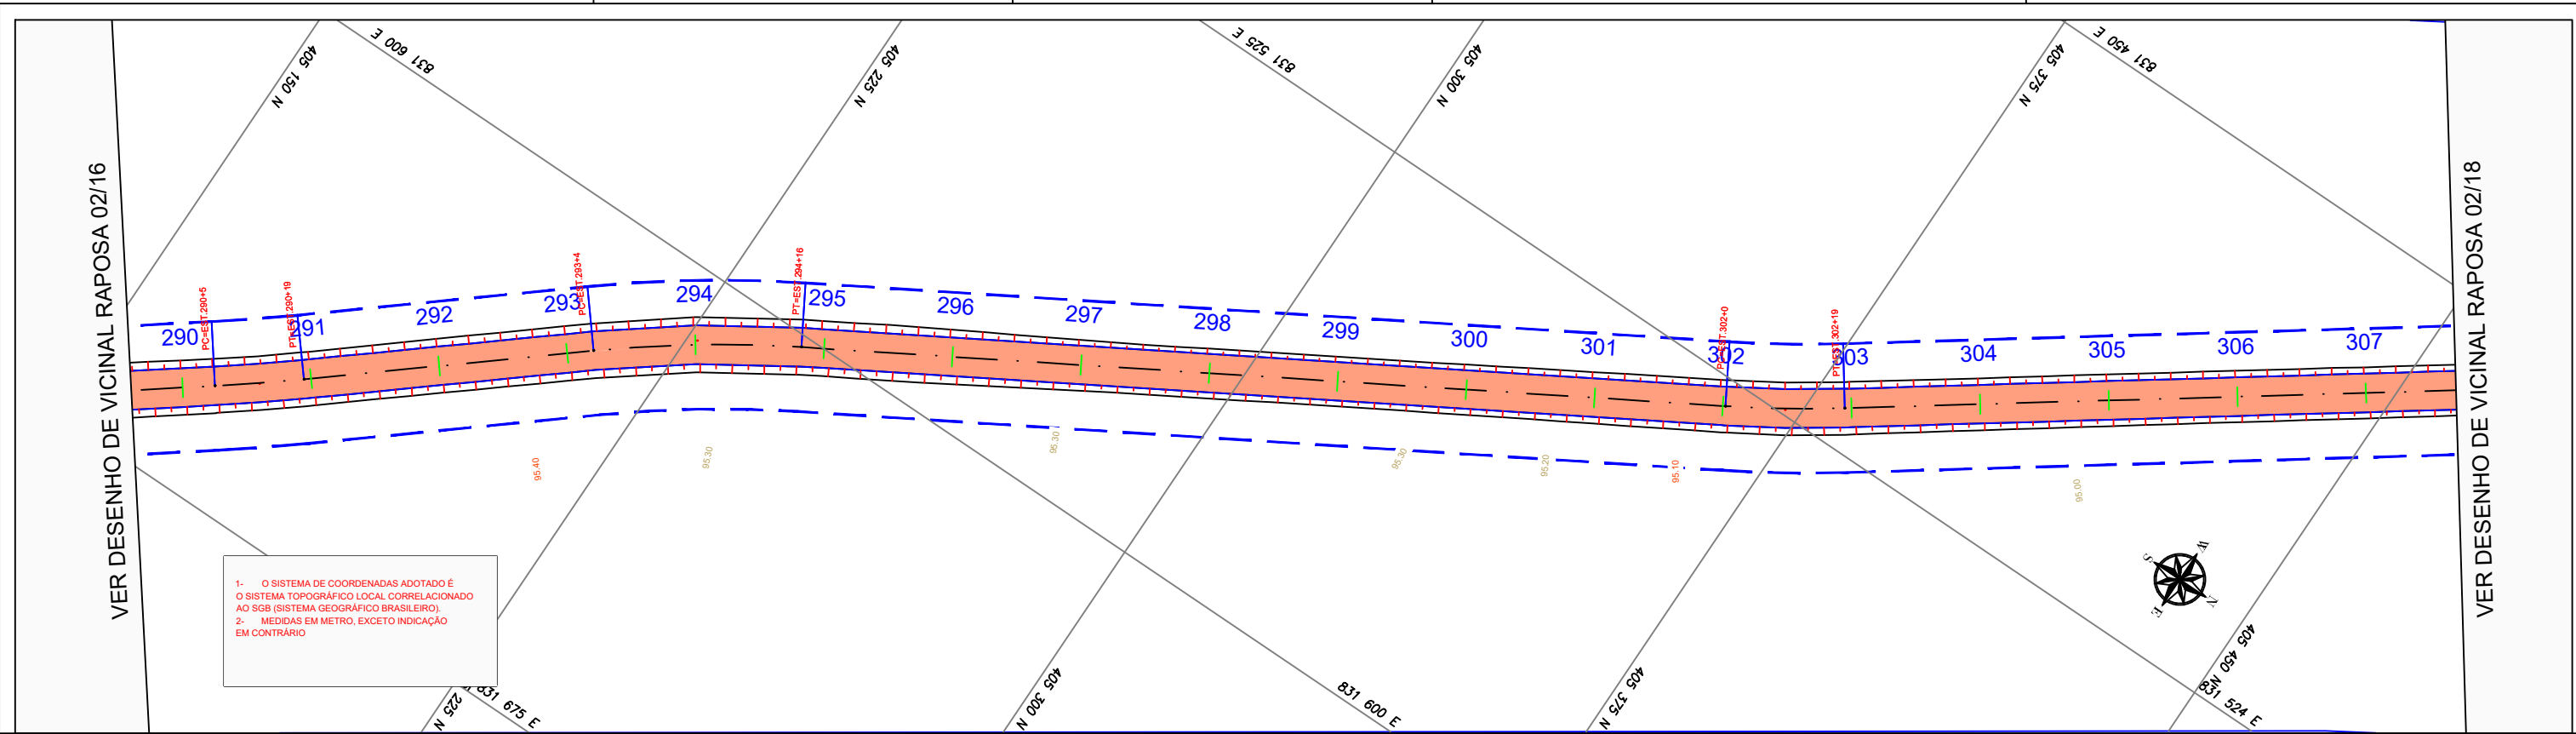 VER DESENHO DE VICINAL RAPOSA 02/16
405 150 N
831 600 E
405 225 N
831 525 E
405 300 N
405 375 N
831 450 E
VER DESENHO DE VICINAL RAPOSA 02/18
PC=EST.290+5
PT=EST.290+19
PC=EST.293+4
PT=EST.294+16
PC=EST.302+0
PT=EST.302+19
290
291
292
293
294
295
296
297
298
299
300
301
302
303
304
305
306
307
95.40
95.30
95.30
95.30
95.20
95.10
95.00
1- O SISTEMA DE COORDENADAS ADOTADO É
O SISTEMA TOPOGRÁFICO LOCAL CORRELACIONADO
AO SGB (SISTEMA GEOGRÁFICO BRASILEIRO).
2- MEDIDAS EM METRO, EXCETO INDICAÇÃO
EM CONTRÁRIO
W
S
N
E
225 N
831 675 E
405 300 N
831 600 E
405 375 N
405 450 N
831 524 E